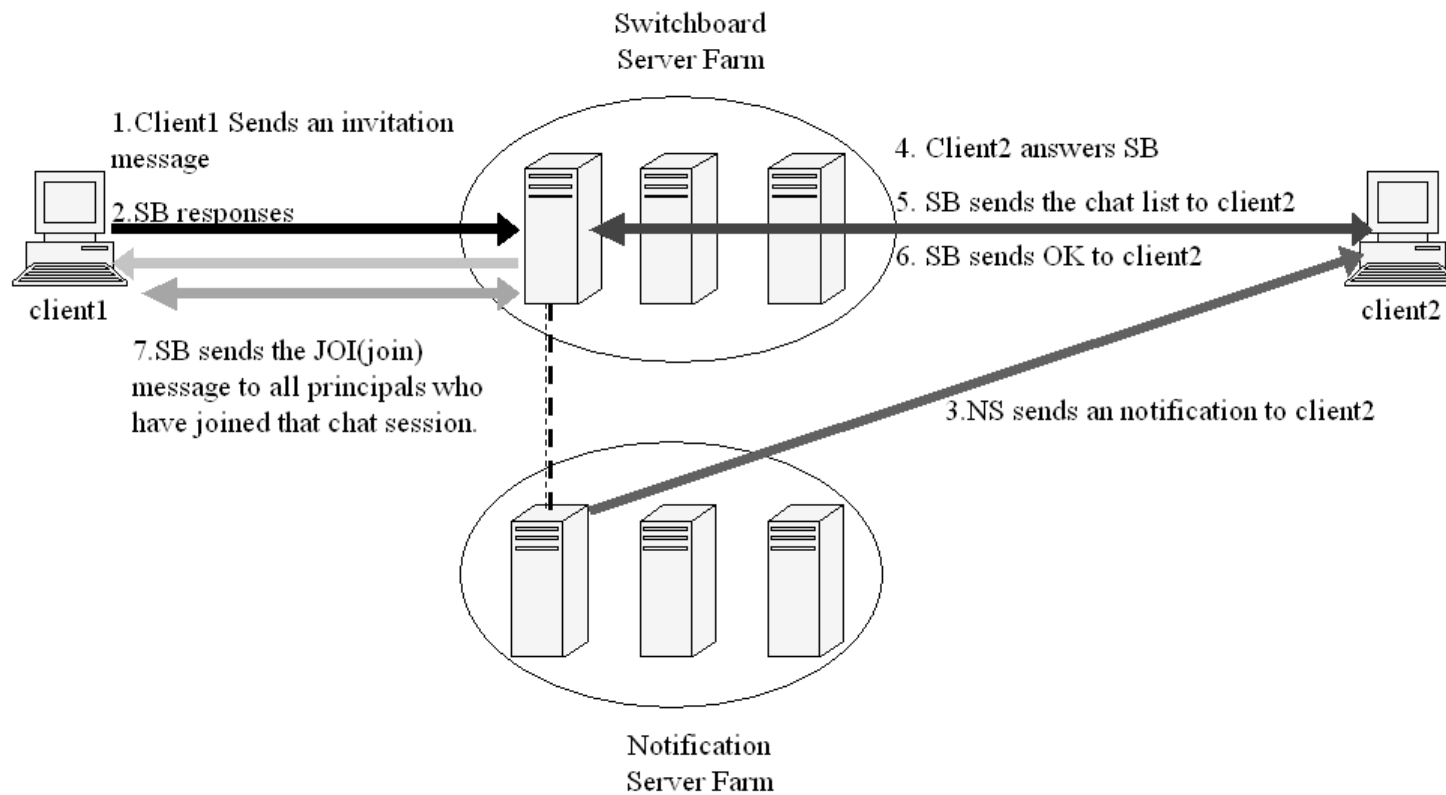 Switchboard
Server Farm
1.Client1 Sends an invitation
message
2.SB responses
client1
7.SB sends the JOI(join)
message to all principals who
have joined that chat session.
4. Client2 answers SB
5. SB sends the chat list to client2
6. SB sends OK to client2
client2
3.NS sends an notification to client2
Notification
Server Farm